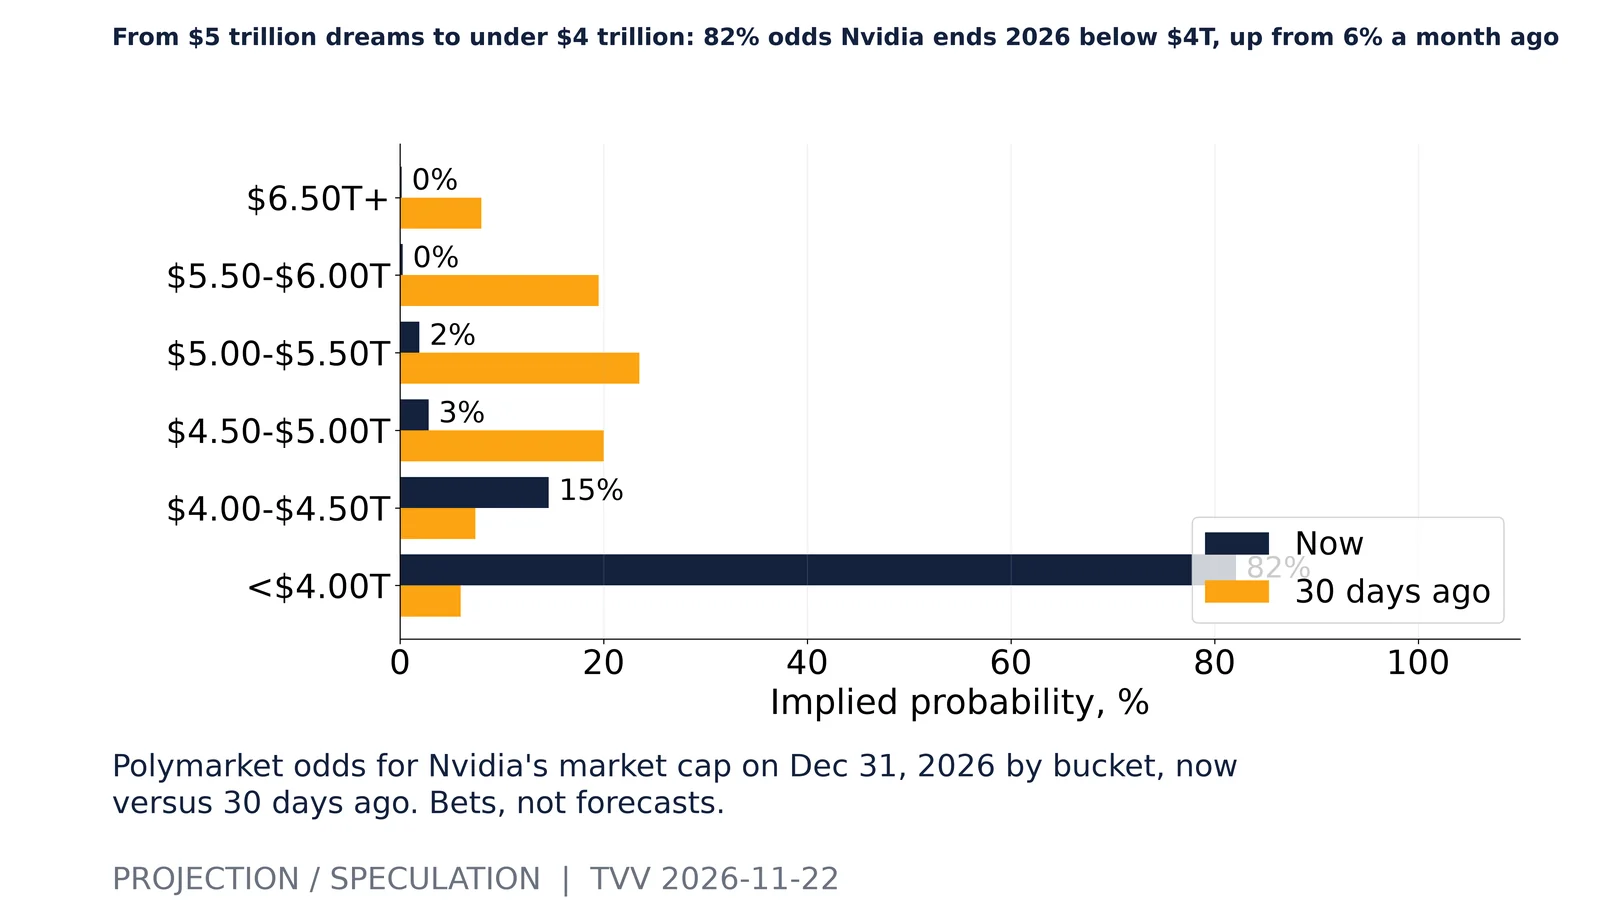 From $5 trillion dreams to under $4 trillion: 82% odds Nvidia ends 2026 below $4T, up from 6% a month ago
$6.50T+
0%
$5.50-$6.00T
0%
$5.00-$5.50T
2%
$4.50-$5.00T
3%
$4.00-$4.50T
15%
<$4.00T
82%
Now
30 days ago
0 20 40 60 80 100
Implied probability, %
Polymarket odds for Nvidia's market cap on Dec 31, 2026 by bucket, now
versus 30 days ago. Bets, not forecasts.
PROJECTION / SPECULATION | TVV 2026-11-22